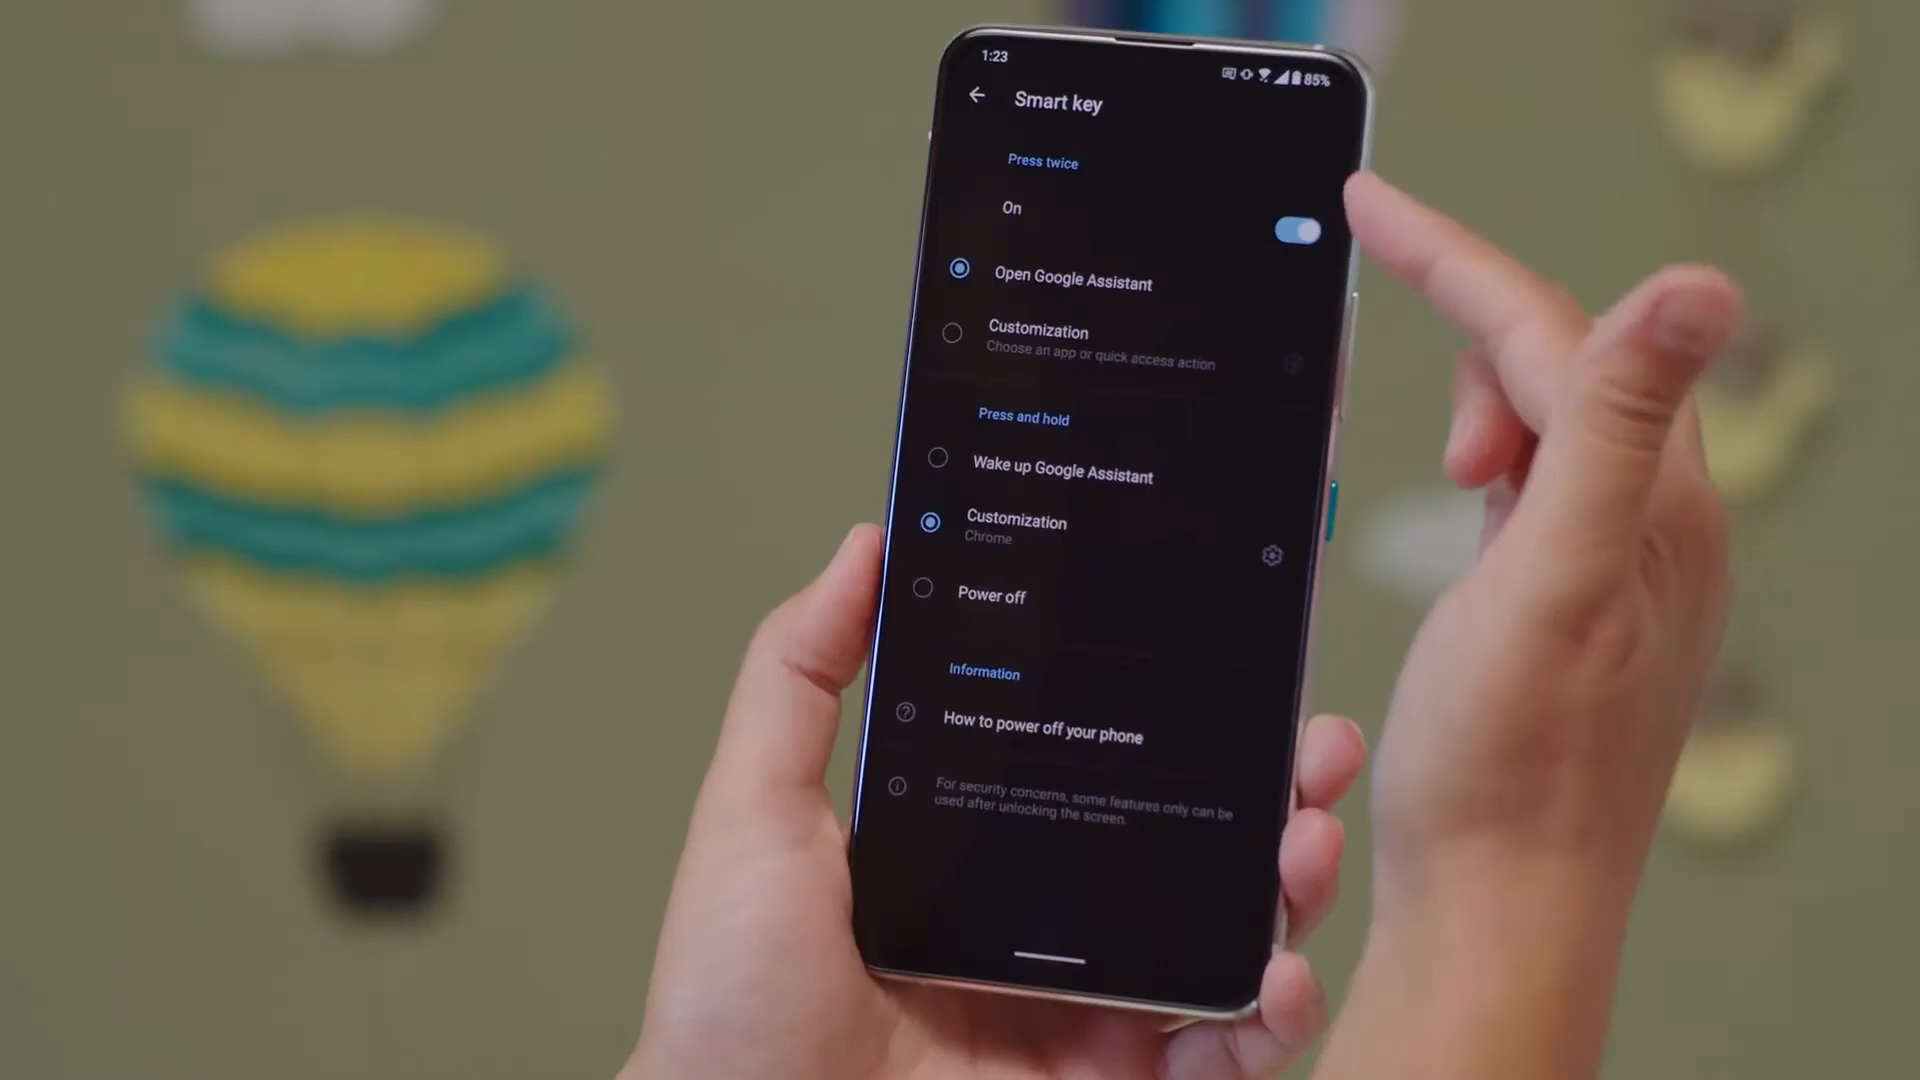 1:23
85%
Smart key
Press twice
On
Open Google Assistant
Customization
Choose an app or quick access action
Press and hold
Wake up Google Assistant
Customization
Chrome
Power off
Information
How to power off your phone
For security concerns, some features only can be
used after unlocking the screen.